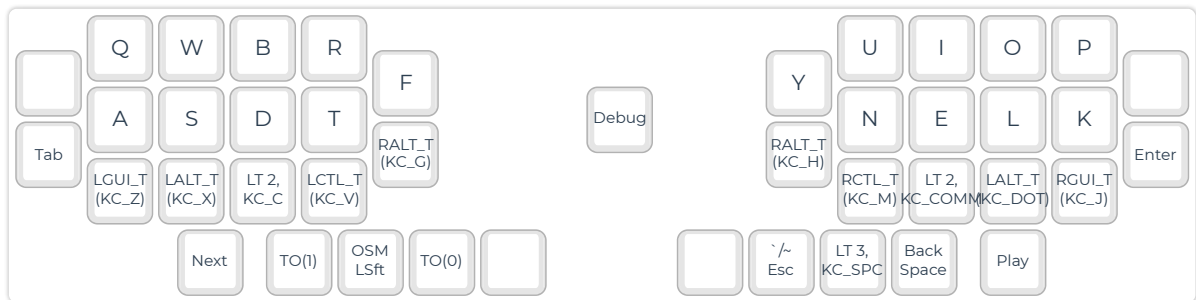 Q W B R
U I O P
F
Y
A S D T
Debug
N E L K
Tab
RALT_T
(KC_G)
RALT_T
(KC_H)
Enter
LGUI_T
(KC_Z)
LALT_T
(KC_X)
LT 2,
KC_C
LCTL_T
(KC_V)
RCTL_T
(KC_M)
LT 2,
KC_COMM
LALT_T
(KC_DOT)
RGUI_T
(KC_J)
Next
TO(1)
OSM
LSft
TO(0)
`/~
Esc
LT 3,
KC_SPC
Back
Space
Play